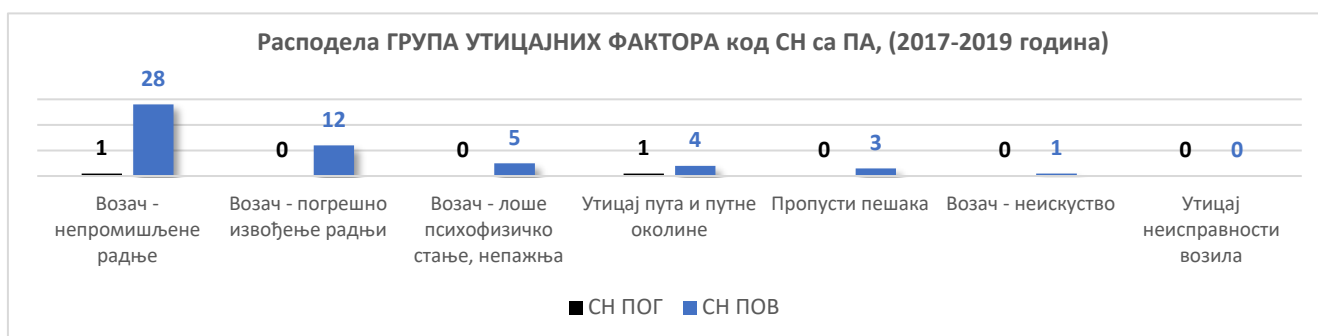 Расподела ГРУПА УТИЦАЈНИХ ФАКТОРА код СН са ПА, (2017-2019 година)
1 28 0 12 0 5 1 4 0 3 0 1 0 0
Возач - непромишљене радње
Возач - погрешно извођење радњи
Возач - лоше психофизичко стање, непажња
Утицај пута и путне околине
Пропусти пешака
Возач - неискуство
Утицај неисправности возила
СН ПОГ СН ПОВ